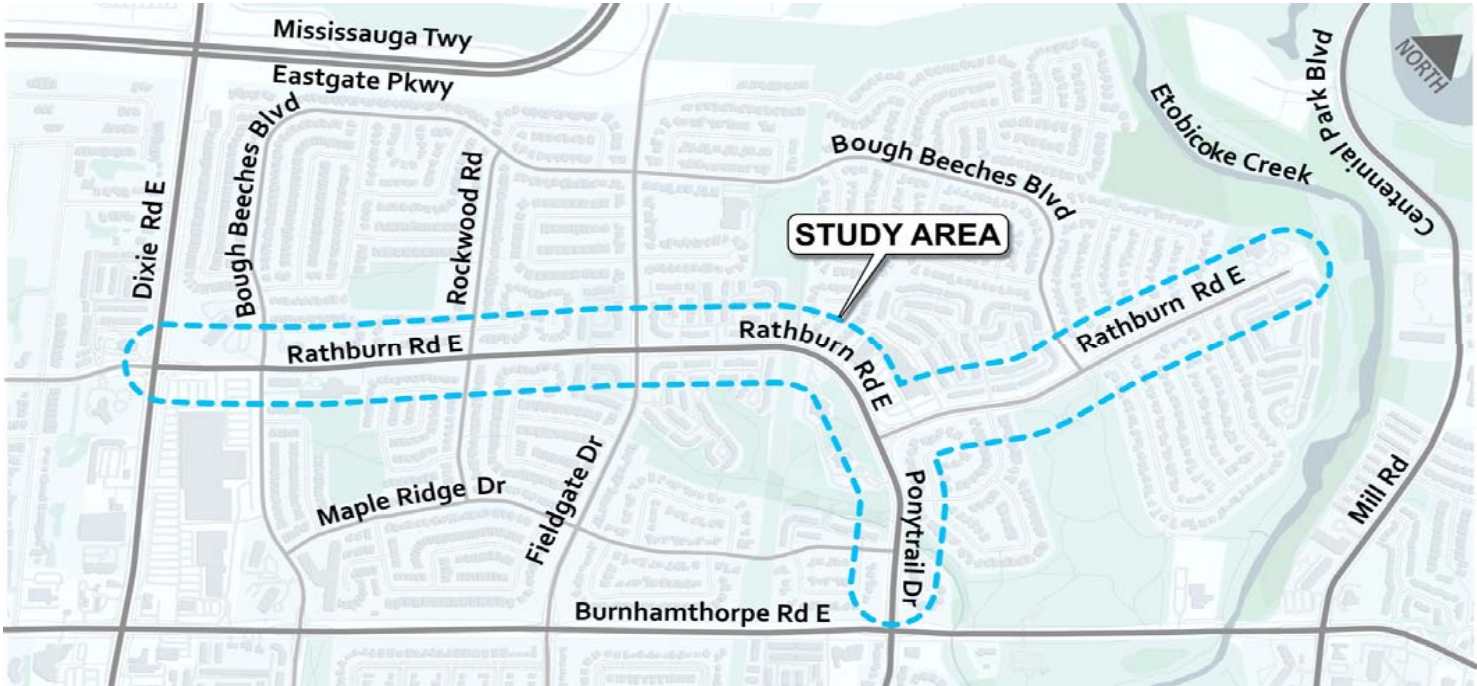 Mississauga Twy
Eastgate Pkwy
NORTH
Centennial Park Blvd
Etobicoke Creek
Bough Beeches Blvd
Bough Beeches Blvd
Rockwood Rd
Dixie Rd E
STUDY AREA
Rathburn Rd E
Rathburn Rd E
Rathburn Rd E
Maple Ridge Dr
Fieldgate Dr
Ponytrail Dr
Mill Rd
Burnhamthorpe Rd E